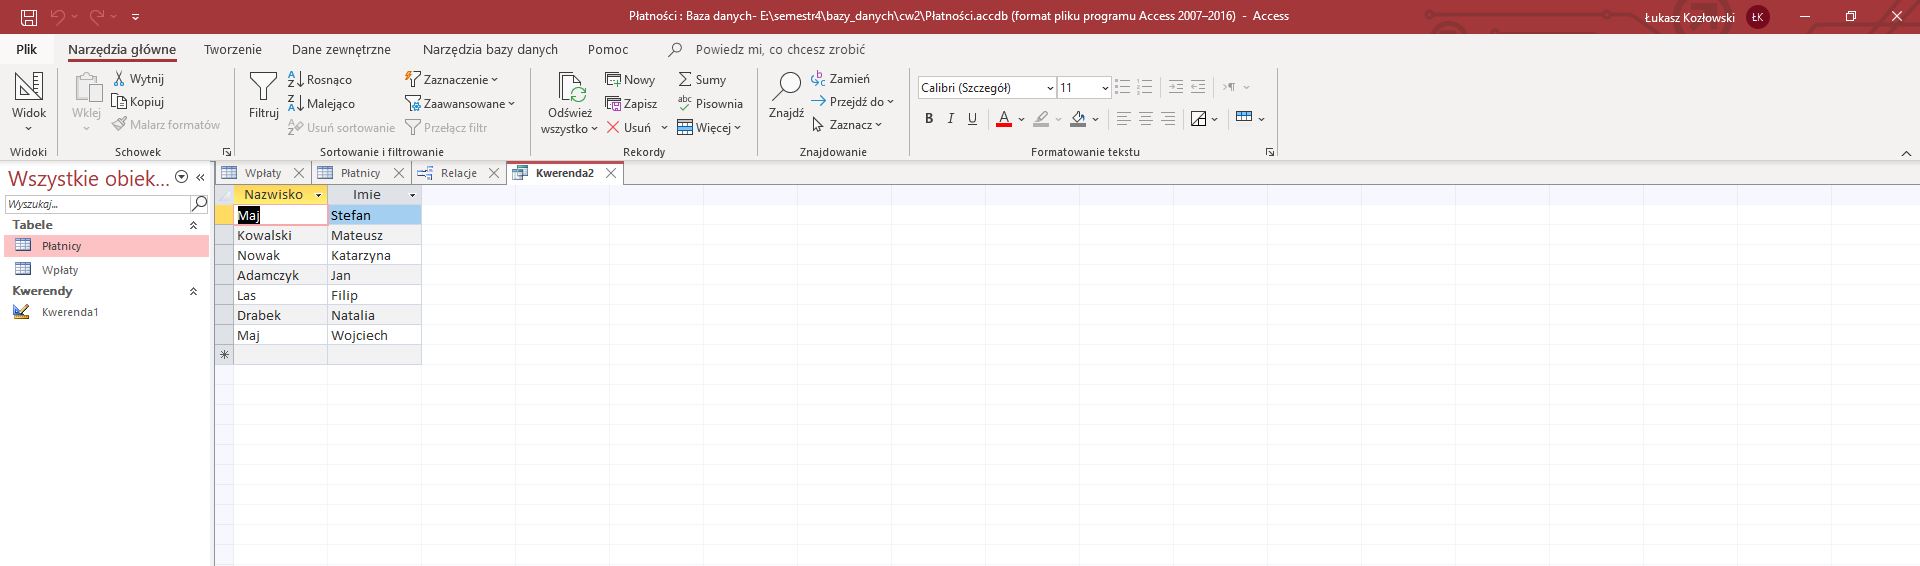 Płatności : Baza danych- E:\semestr4\bazy_danych\cw2\Płatności.accdb (format pliku programu Access 2007–2016)  -  Access
Łukasz Kozłowski ŁK
Plik Narzędzia główne Tworzenie Dane zewnętrzne Narzędzia bazy danych Pomoc Powiedz mi, co chcesz zrobić
Widok
Widoki
Wklej
Wytnij
Kopiuj
Malarz formatów
Schowek
Filtruj
Rosnąco
Malejąco
Usuń sortowanie
Zaznaczenie
Zaawansowane
Przełącz filtr
Sortowanie i filtrowanie
Odśwież
wszystko
Nowy
Zapisz
Usuń
Sumy
Pisownia
Więcej
Rekordy
Znajdź
Zamień
Przejdź do
Zaznacz
Znajdowanie
Calibri (Szczegół) 11
B I U A
Formatowanie tekstu
Wszystkie obiek...
Wyszukaj...
Tabele
Płatnicy
Wpłaty
Kwerendy
Kwerenda1
Wpłaty Płatnicy Relacje Kwerenda2
Nazwisko Imie
Maj Stefan
Kowalski Mateusz
Nowak Katarzyna
Adamczyk Jan
Las Filip
Drabek Natalia
Maj Wojciech